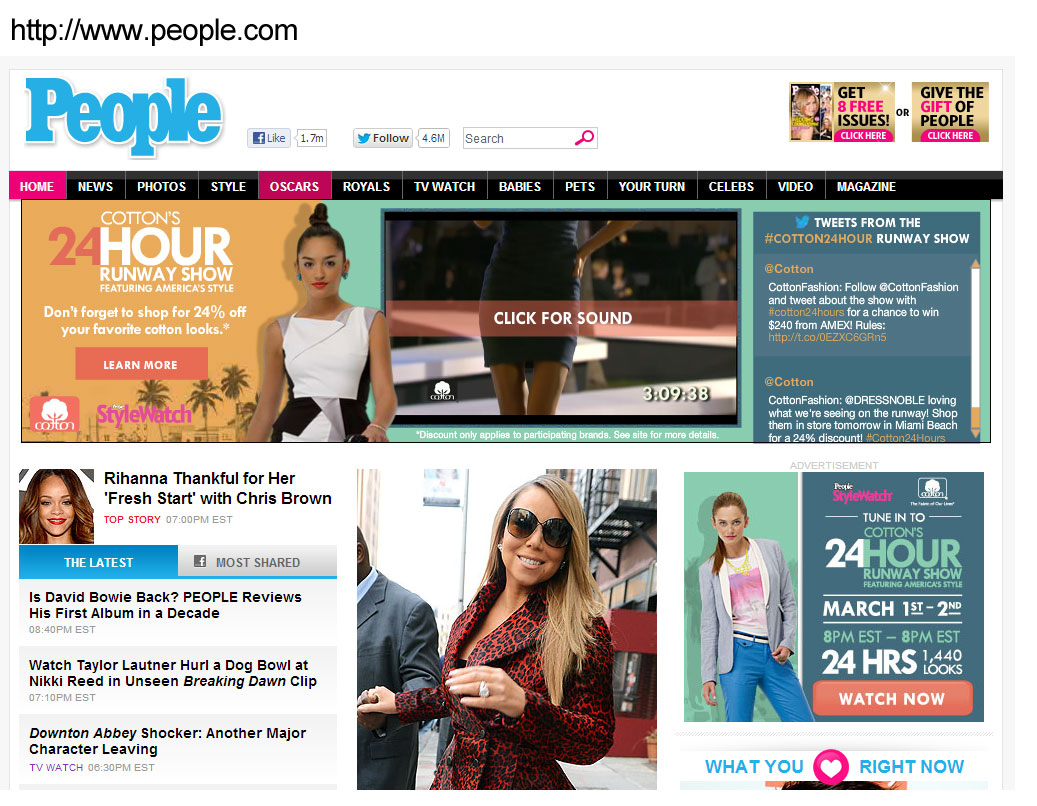 http://www.people.com
People
Like
1.7m
Follow
4.6M
Search
GET
8 FREE
ISSUES!
CLICK HERE
OR
GIVE THE
GIFT OF
PEOPLE
CLICK HERE
HOME NEWS PHOTOS STYLE OSCARS ROYALS TV WATCH BABIES PETS YOUR TURN CELEBS VIDEO MAGAZINE
COTTON'S
24HOUR
RUNWAY SHOW
FEATURING AMERICA'S STYLE
Don't forget to shop for 24% off
your favorite cotton looks.*
LEARN MORE
cotton
People
StyleWatch
CLICK FOR SOUND
cotton
3:09:38
*Discount only applies to participating brands. See site for more details.
TWEETS FROM THE
#COTTON24HOUR RUNWAY SHOW
@Cotton
CottonFashion: Follow @CottonFashion
and tweet about the show with
#cotton24hours for a chance to win
$240 from AMEX! Rules:
http://t.co/0EZXC6GRn5
@Cotton
CottonFashion: @DRESSNOBLE loving
what we're seeing on the runway! Shop
them in store tomorrow in Miami Beach
for a 24% discount! #Cotton24Hours
Rihanna Thankful for Her
'Fresh Start' with Chris Brown
TOP STORY 07:00PM EST
THE LATEST
MOST SHARED
Is David Bowie Back? PEOPLE Reviews
His First Album in a Decade
08:40PM EST
Watch Taylor Lautner Hurl a Dog Bowl at
Nikki Reed in Unseen Breaking Dawn Clip
07:10PM EST
Downton Abbey Shocker: Another Major
Character Leaving
TV WATCH 06:30PM EST
ADVERTISEMENT
People
StyleWatch
cotton
The Fabric of Our Lives
TUNE IN TO
COTTON'S
24HOUR
RUNWAY SHOW
FEATURING AMERICA'S STYLE
MARCH 1ST – 2ND
8PM EST – 8PM EST
24 HRS 1,440 LOOKS
WATCH NOW
WHAT YOU RIGHT NOW